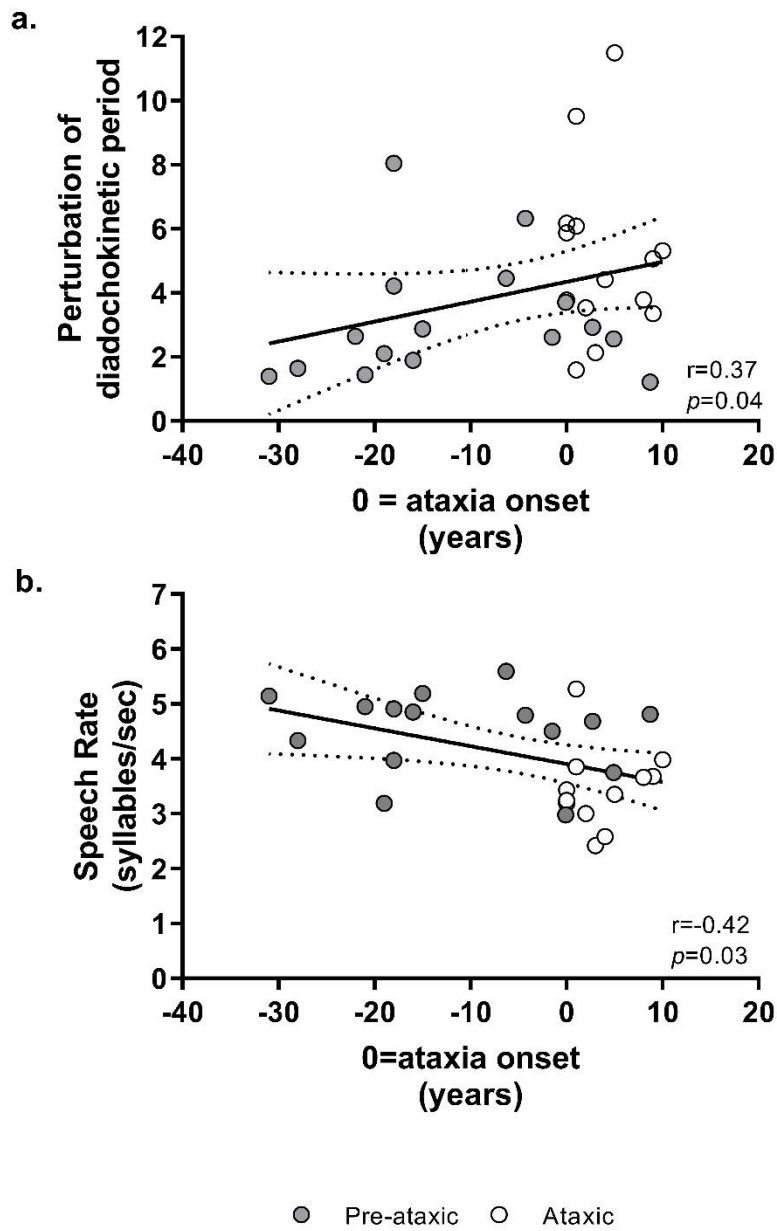 a.
Perturbation of
diadochokinetic period
12
10
8
6
4
2
0
-40 -30 -20 -10 0 10 20
r=0.37
p=0.04
0 = ataxia onset
(years)
b.
Speech Rate
(syllables/sec)
7
6
5
4
3
2
1
0
-40 -30 -20 -10 0 10 20
r=-0.42
p=0.03
0=ataxia onset
(years)
Pre-ataxic Ataxic